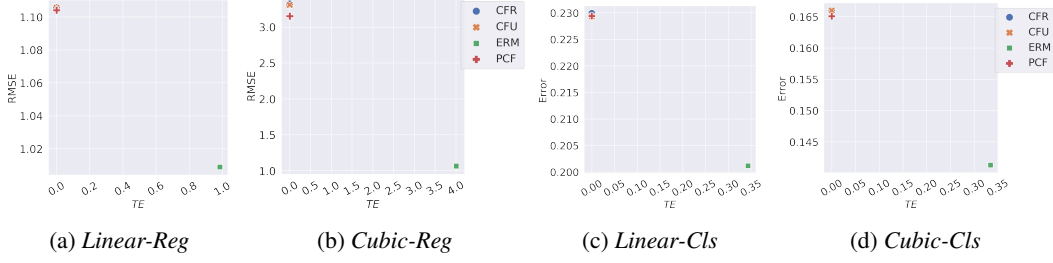 1.10
1.08
1.06
1.04
1.02
RMSE
0.0 0.2 0.4 0.6 0.8 1.0
TE
(a) Linear-Reg
3.0
2.5
2.0
1.5
1.0
RMSE
0.0 0.5 1.0 1.5 2.0 2.5 3.0 3.5 4.0
TE
CFR
CFU
ERM
PCF
(b) Cubic-Reg
0.230
0.225
0.220
0.215
0.210
0.205
0.200
Error
0.00 0.05 0.10 0.15 0.20 0.25 0.30 0.35
TE
(c) Linear-Cls
0.165
0.160
0.155
0.150
0.145
Error
0.00 0.05 0.10 0.15 0.20 0.25 0.30 0.35
TE
CFR
CFU
ERM
PCF
(d) Cubic-Cls